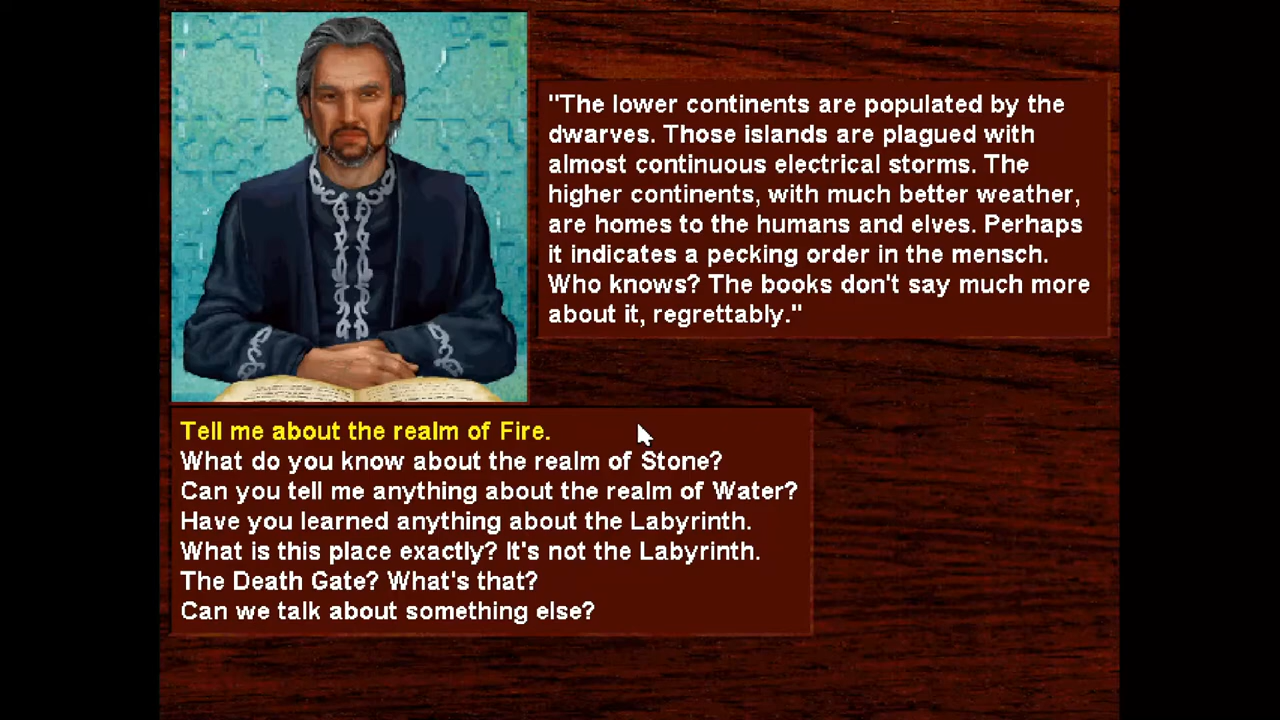 "The lower continents are populated by the
dwarves. Those islands are plagued with
almost continuous electrical storms. The
higher continents, with much better weather,
are homes to the humans and elves. Perhaps
it indicates a pecking order in the mensch.
Who knows? The books don't say much more
about it, regrettably."
Tell me about the realm of Fire.
What do you know about the realm of Stone?
Can you tell me anything about the realm of Water?
Have you learned anything about the Labyrinth.
What is this place exactly? It's not the Labyrinth.
The Death Gate? What's that?
Can we talk about something else?